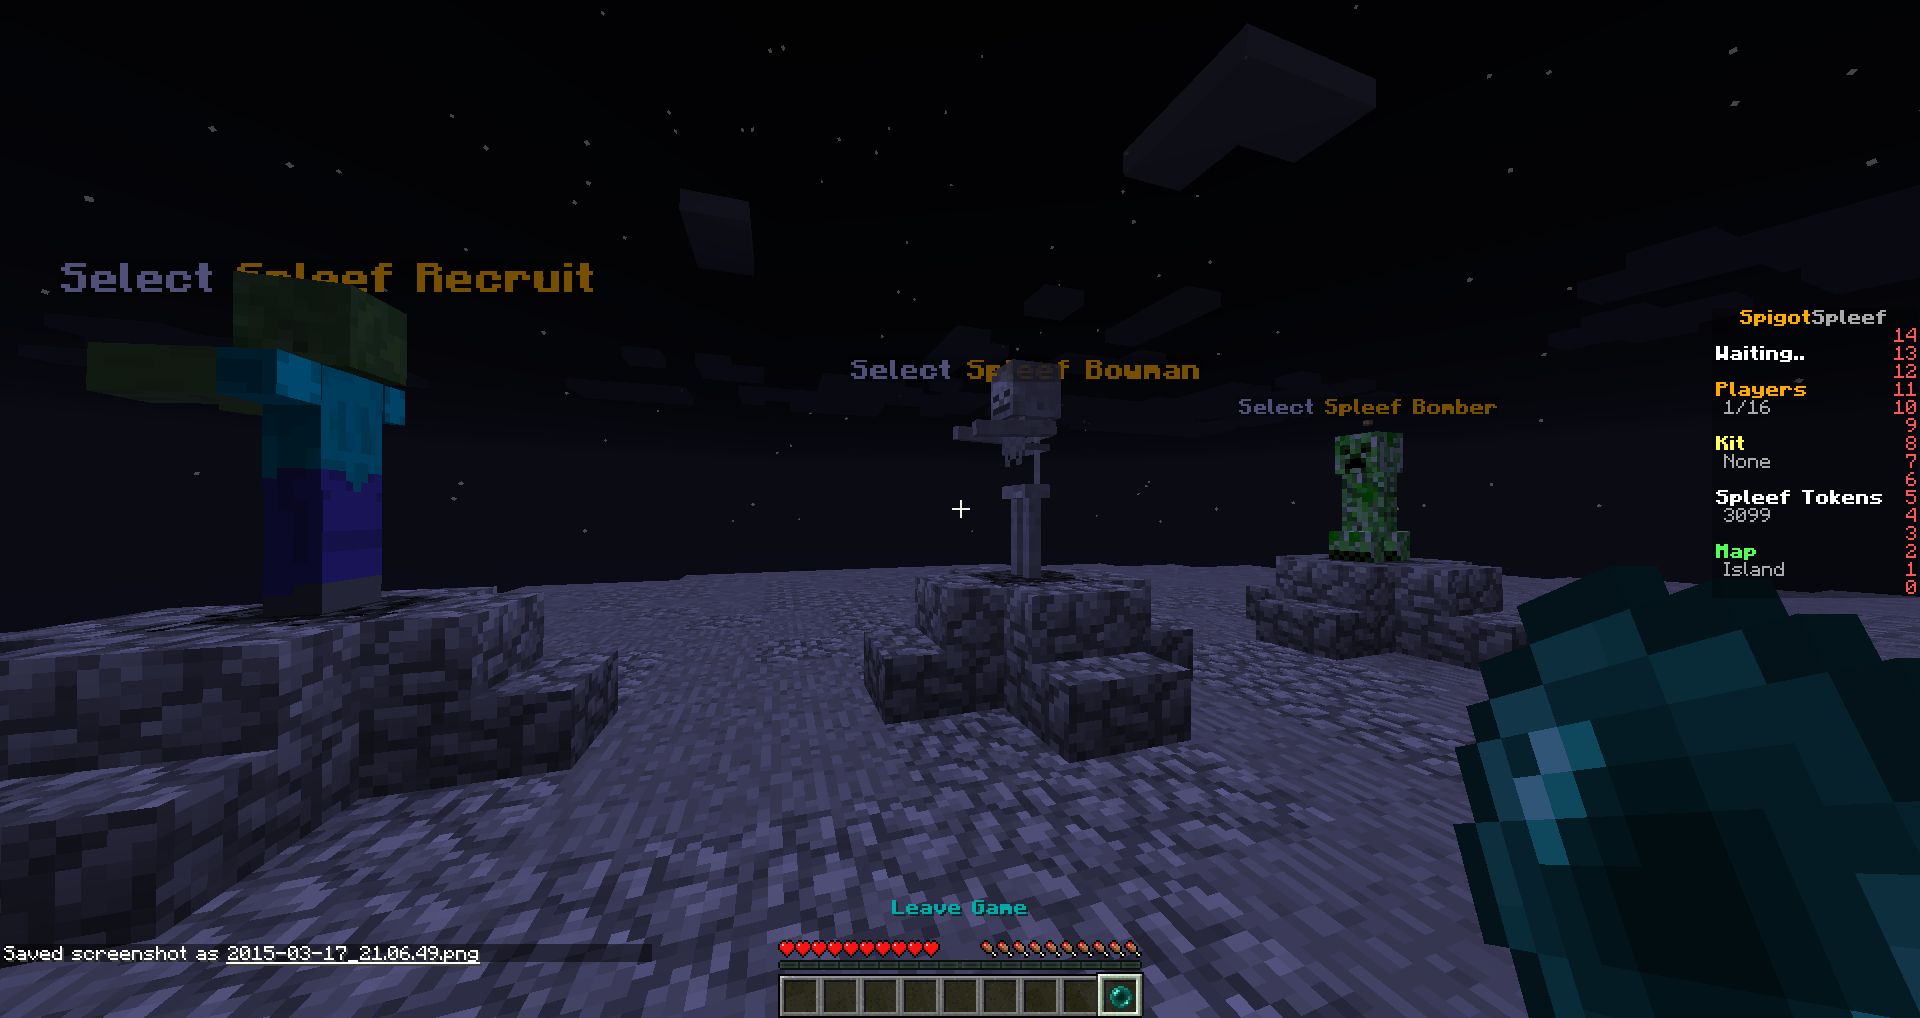 Select Spleef Recruit
Select Spleef Bowman
Select Spleef Bomber
SpigotSpleef
14
Waiting.. 13
12
Players 11
1/16 10
9
Kit 8
None 7
6
Spleef Tokens 5
3099 4
3
Map 2
Island 1
0
Leave Game
Saved screenshot as 2015-03-17_21.06.49.png